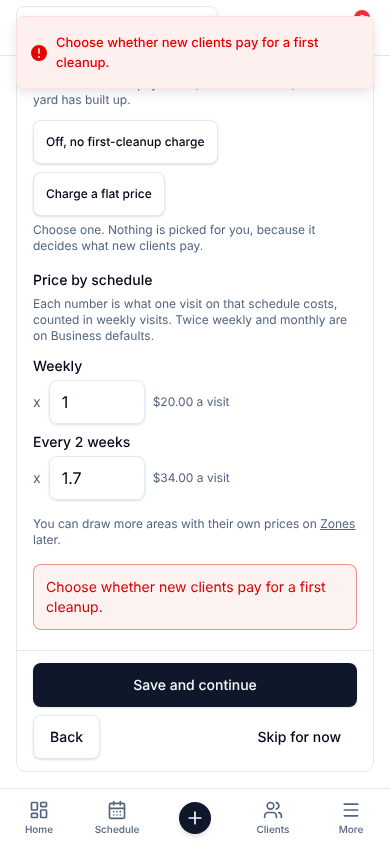 Choose whether new clients pay for a first
cleanup.
yard has built up.
Off, no first-cleanup charge
Charge a flat price
Choose one. Nothing is picked for you, because it
decides what new clients pay.
Price by schedule
Each number is what one visit on that schedule costs,
counted in weekly visits. Twice weekly and monthly are
on Business defaults.
Weekly
x 1 $20.00 a visit
Every 2 weeks
x 1.7 $34.00 a visit
You can draw more areas with their own prices on Zones
later.
Choose whether new clients pay for a first
cleanup.
Save and continue
Back Skip for now
Home Schedule Clients More